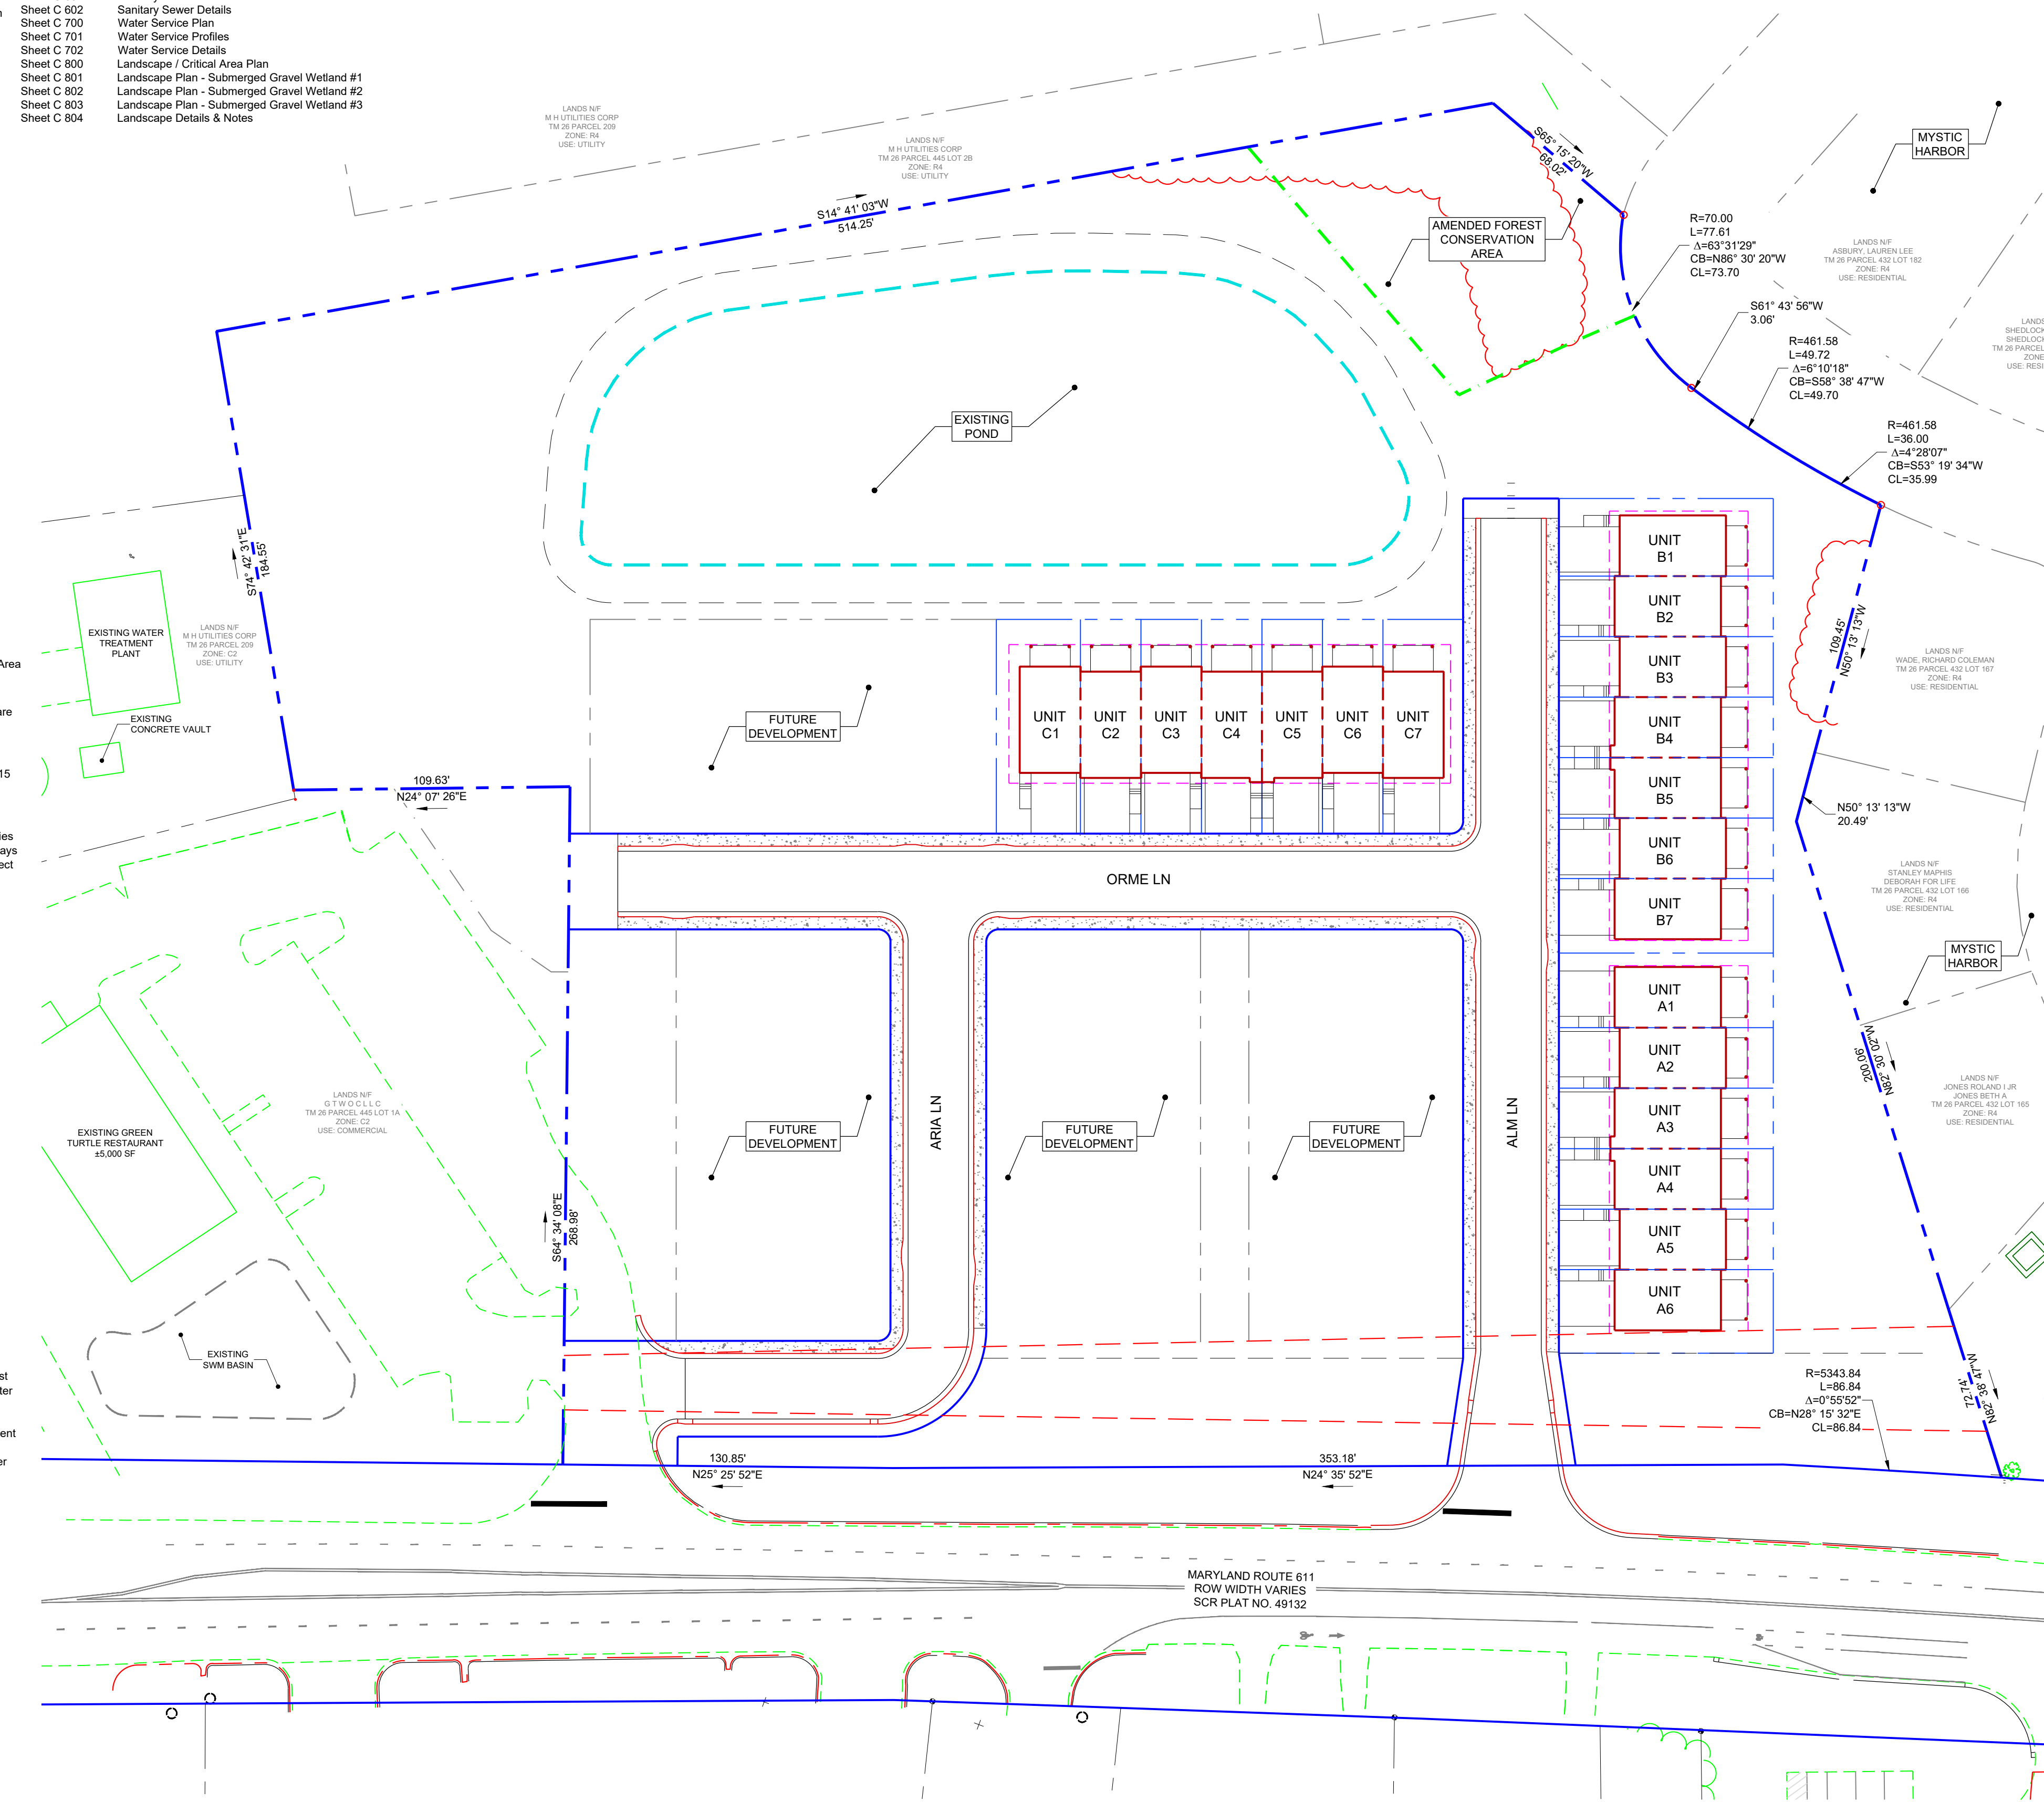 Sheet C 602 Sanitary Sewer Details
Sheet C 700 Water Service Plan
Sheet C 701 Water Service Profiles
Sheet C 702 Water Service Details
Sheet C 800 Landscape / Critical Area Plan
Sheet C 801 Landscape Plan - Submerged Gravel Wetland #1
Sheet C 802 Landscape Plan - Submerged Gravel Wetland #2
Sheet C 803 Landscape Plan - Submerged Gravel Wetland #3
Sheet C 804 Landscape Details & Notes
LANDS N/F
M H UTILITIES CORP
TM 26 PARCEL 209
ZONE: R4
USE: UTILITY
LANDS N/F
M H UTILITIES CORP
TM 26 PARCEL 445 LOT 2B
ZONE: R4
USE: UTILITY
S65° 15' 20"W
68.02'
MYSTIC
HARBOR
S14° 41' 03"W
514.25'
AMENDED FOREST
CONSERVATION
AREA
R=70.00
L=77.61
Δ=63°31'29"
CB=N86° 30' 20"W
CL=73.70
LANDS N/F
ASBURY, LAUREN LEE
TM 26 PARCEL 432 LOT 182
ZONE: R4
USE: RESIDENTIAL
S61° 43' 56"W
3.06'
LANDS
SHEDLOCK
SHEDLOCK
TM 26 PARCEL
ZONE
USE: RESI
R=461.58
L=49.72
Δ=6°10'18"
CB=S58° 38' 47"W
CL=49.70
EXISTING
POND
R=461.58
L=36.00
Δ=4°28'07"
CB=S53° 19' 34"W
CL=35.99
S74° 42' 31"E
184.55'
UNIT
B1
UNIT
B2
UNIT
B3
UNIT
B4
UNIT
B5
UNIT
B6
UNIT
B7
109.45'
N50° 13' 13"W
EXISTING WATER
TREATMENT
PLANT
LANDS N/F
M H UTILITIES CORP
TM 26 PARCEL 209
ZONE: C2
USE: UTILITY
Area
are
LANDS N/F
WADE, RICHARD COLEMAN
TM 26 PARCEL 432 LOT 167
ZONE: R4
USE: RESIDENTIAL
EXISTING
CONCRETE VAULT
FUTURE
DEVELOPMENT
UNIT
C1
UNIT
C2
UNIT
C3
UNIT
C4
UNIT
C5
UNIT
C6
UNIT
C7
15
109.63'
N24° 07' 26"E
N50° 13' 13"W
20.49'
ies
ays
ect
ORME LN
LANDS N/F
STANLEY MAPHIS
DEBORAH FOR LIFE
TM 26 PARCEL 432 LOT 166
ZONE: R4
USE: RESIDENTIAL
MYSTIC
HARBOR
UNIT
A1
UNIT
A2
UNIT
A3
UNIT
A4
UNIT
A5
UNIT
A6
200.06'
N82° 30' 02"W
LANDS N/F
JONES ROLAND I JR
JONES BETH A
TM 26 PARCEL 432 LOT 165
ZONE: R4
USE: RESIDENTIAL
LANDS N/F
G T W O C L L C
TM 26 PARCEL 445 LOT 1A
ZONE: C2
USE: COMMERCIAL
EXISTING GREEN
TURTLE RESTAURANT
±5,000 SF
FUTURE
DEVELOPMENT
ARIA LN
FUTURE
DEVELOPMENT
FUTURE
DEVELOPMENT
ALM LN
S64° 34' 08"E
268.98'
EXISTING
SWM BASIN
st
ter
ent
er
R=5343.84
L=86.84
Δ=0°55'52"
CB=N28° 15' 32"E
CL=86.84
72.74'
N82° 38' 47"W
130.85'
N25° 25' 52"E
353.18'
N24° 35' 52"E
MARYLAND ROUTE 611
ROW WIDTH VARIES
SCR PLAT NO. 49132